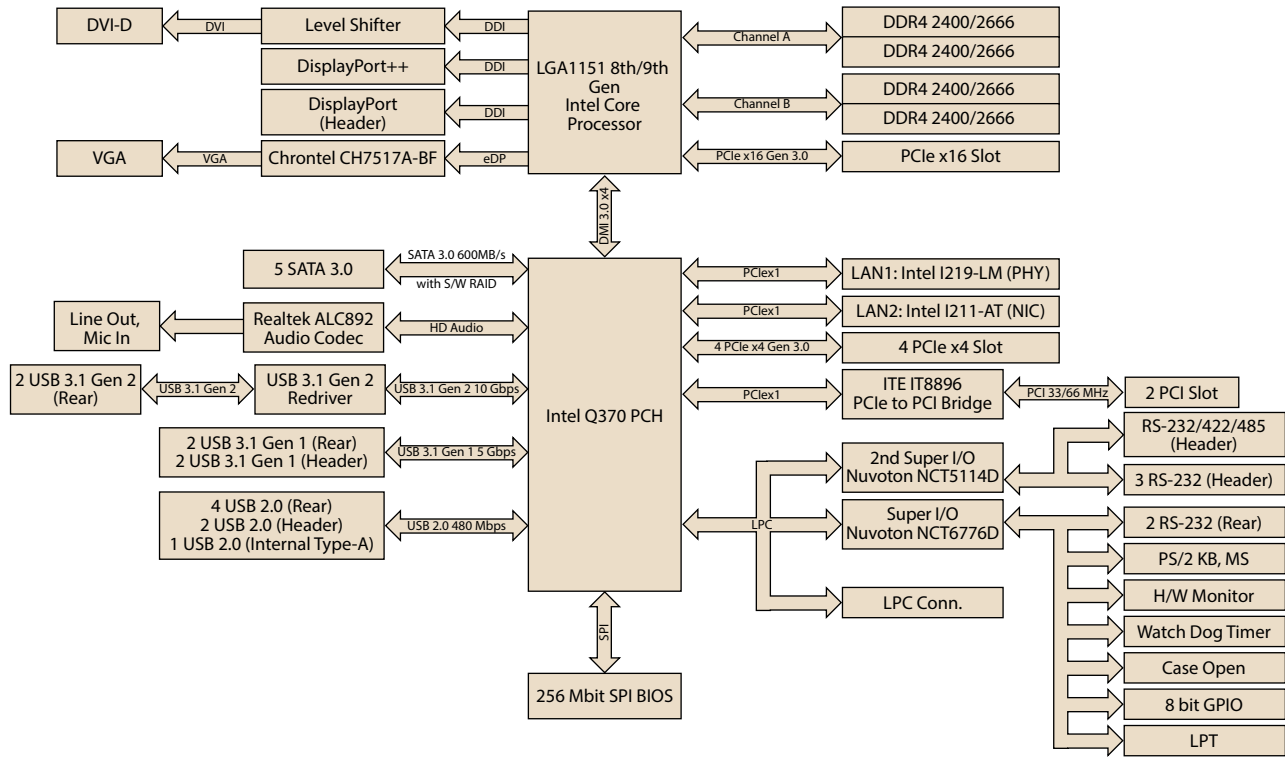 DVI-D
DVI
Level Shifter
DDI
DisplayPort++
DDI
DisplayPort
(Header)
DDI
VGA
VGA
Chrontel CH7517A-BF
eDP
LGA1151 8th/9th
Gen
Intel Core
Processor
Channel A
DDR4 2400/2666
DDR4 2400/2666
Channel B
DDR4 2400/2666
DDR4 2400/2666
PCIe x16 Gen 3.0
PCIe x16 Slot
DMI 3.0 x4
5 SATA 3.0
SATA 3.0 600MB/s
with S/W RAID
Line Out,
Mic In
Realtek ALC892
Audio Codec
HD Audio
2 USB 3.1 Gen 2
(Rear)
USB 3.1 Gen 2
USB 3.1 Gen 2
Redriver
USB 3.1 Gen 2 10 Gbps
2 USB 3.1 Gen 1 (Rear)
2 USB 3.1 Gen 1 (Header)
USB 3.1 Gen 1 5 Gbps
4 USB 2.0 (Rear)
2 USB 2.0 (Header)
1 USB 2.0 (Internal Type-A)
USB 2.0 480 Mbps
Intel Q370 PCH
PCIex1
LAN1: Intel I219-LM (PHY)
PCIex1
LAN2: Intel I211-AT (NIC)
4 PCIe x4 Gen 3.0
4 PCIe x4 Slot
PCIex1
ITE IT8896
PCIe to PCI Bridge
PCI 33/66 MHz
2 PCI Slot
LPC
2nd Super I/O
Nuvoton NCT5114D
RS-232/422/485
(Header)
3 RS-232 (Header)
Super I/O
Nuvoton NCT6776D
2 RS-232 (Rear)
PS/2 KB, MS
H/W Monitor
Watch Dog Timer
Case Open
8 bit GPIO
LPT
LPC Conn.
SPI
256 Mbit SPI BIOS